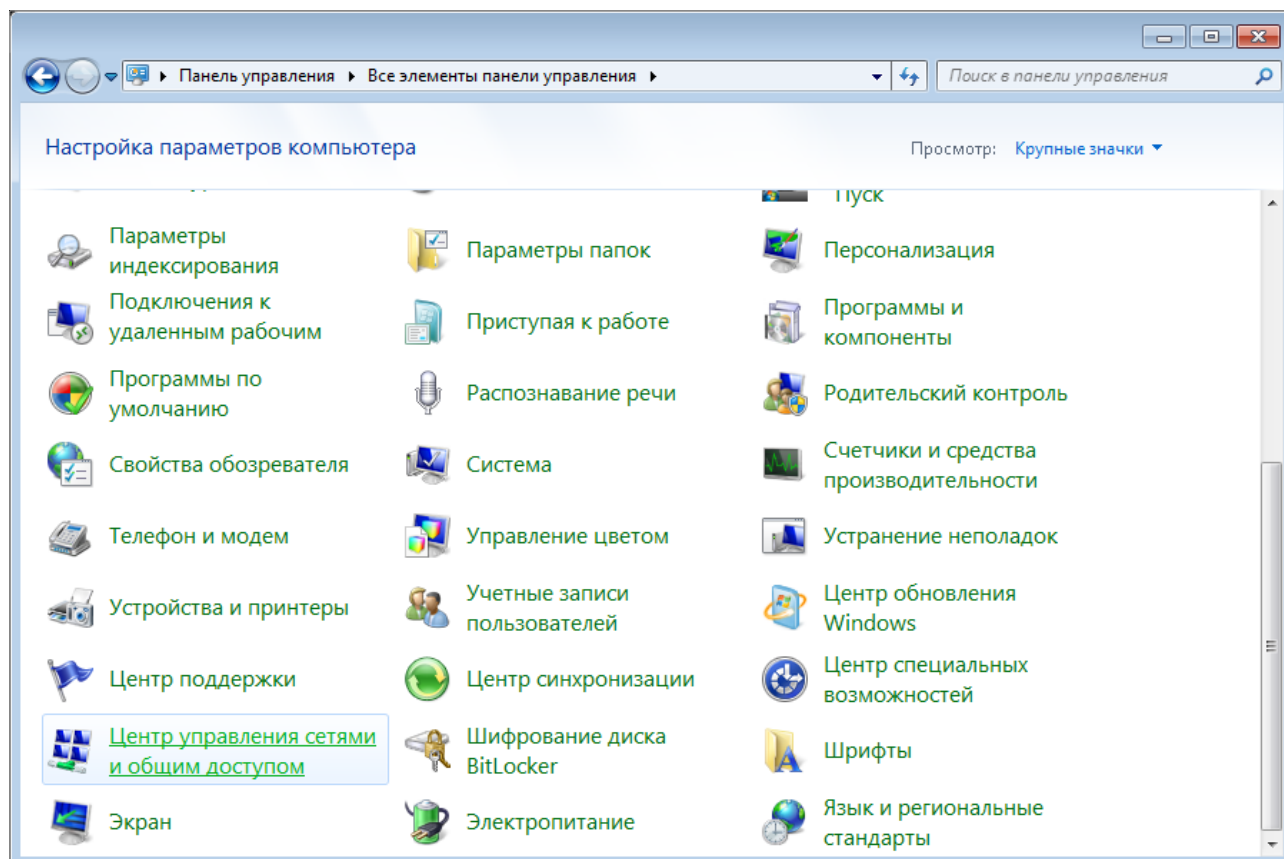 Панель управления
Все элементы панели управления
Поиск в панели управления
Настройка параметров компьютера
Просмотр: Крупные значки
Пуск
Параметры
индексирования
Параметры папок
Персонализация
Подключения к
удаленным рабочим
Приступая к работе
Программы и
компоненты
Программы по
умолчанию
Распознавание речи
Родительский контроль
Свойства обозревателя
Система
Счетчики и средства
производительности
Телефон и модем
Управление цветом
Устранение неполадок
Устройства и принтеры
Учетные записи
пользователей
Центр обновления
Windows
Центр поддержки
Центр синхронизации
Центр специальных
возможностей
Центр управления сетями
и общим доступом
Шифрование диска
BitLocker
Шрифты
Экран
Электропитание
Язык и региональные
стандарты